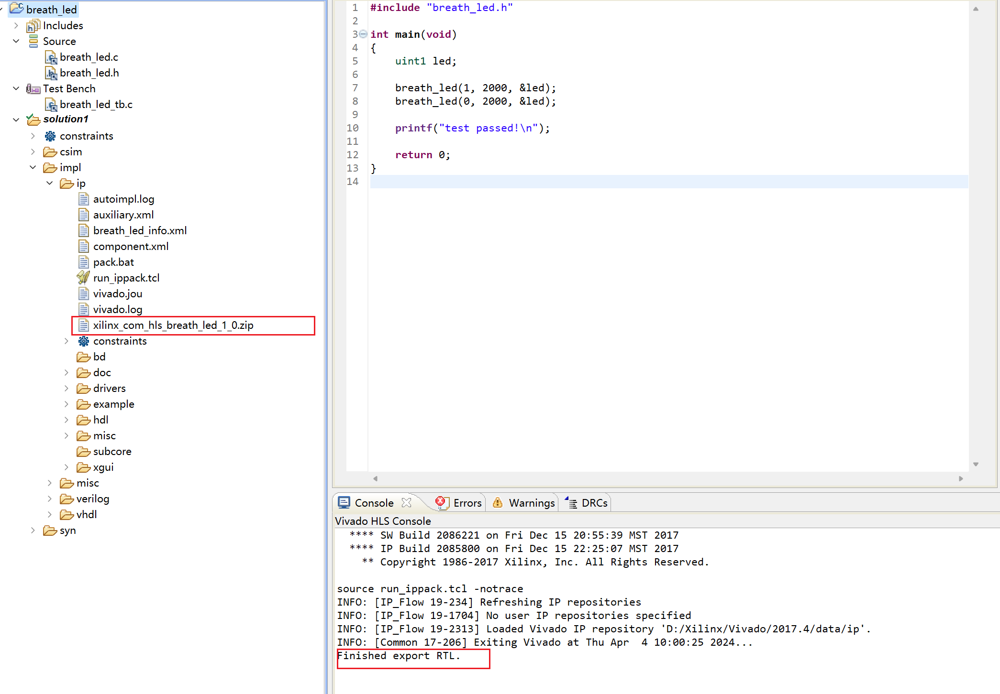 breath_led
Includes
Source
breath_led.c
breath_led.h
Test Bench
breath_led_tb.c
solution1
constraints
csim
impl
ip
autoimpl.log
auxiliary.xml
breath_led_info.xml
component.xml
pack.bat
run_ippack.tcl
vivado.jou
vivado.log
xilinx_com_hls_breath_led_1_0.zip
constraints
bd
doc
drivers
example
hdl
misc
subcore
xgui
misc
verilog
vhdl
syn
1 #include "breath_led.h"
2
3 int main(void)
4 {
5     uint1 led;
6
7     breath_led(1, 2000, &led);
8     breath_led(0, 2000, &led);
9
10     printf("test passed!\n");
11
12     return 0;
13 }
14
Console Errors Warnings DRCs
Vivado HLS Console
  **** SW Build 2086221 on Fri Dec 15 20:55:39 MST 2017
  **** IP Build 2085800 on Fri Dec 15 22:25:07 MST 2017
    ** Copyright 1986-2017 Xilinx, Inc. All Rights Reserved.
source run_ippack.tcl -notrace
INFO: [IP_Flow 19-234] Refreshing IP repositories
INFO: [IP_Flow 19-1704] No user IP repositories specified
INFO: [IP_Flow 19-2313] Loaded Vivado IP repository 'D:/Xilinx/Vivado/2017.4/data/ip'.
INFO: [Common 17-206] Exiting Vivado at Thu Apr  4 10:00:25 2024...
Finished export RTL.